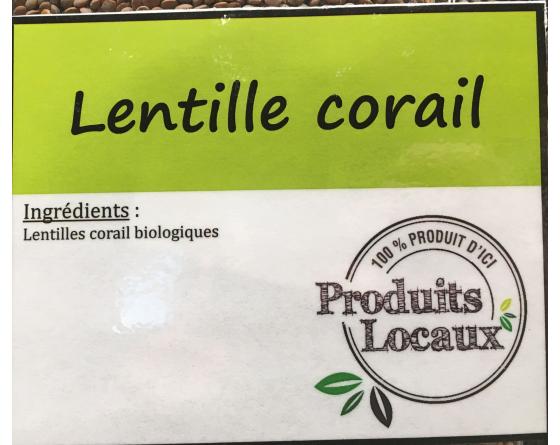 Lentille corail
Ingrédients :
Lentilles corail biologiques
100 % PRODUIT D'ICI
Produits
Locaux